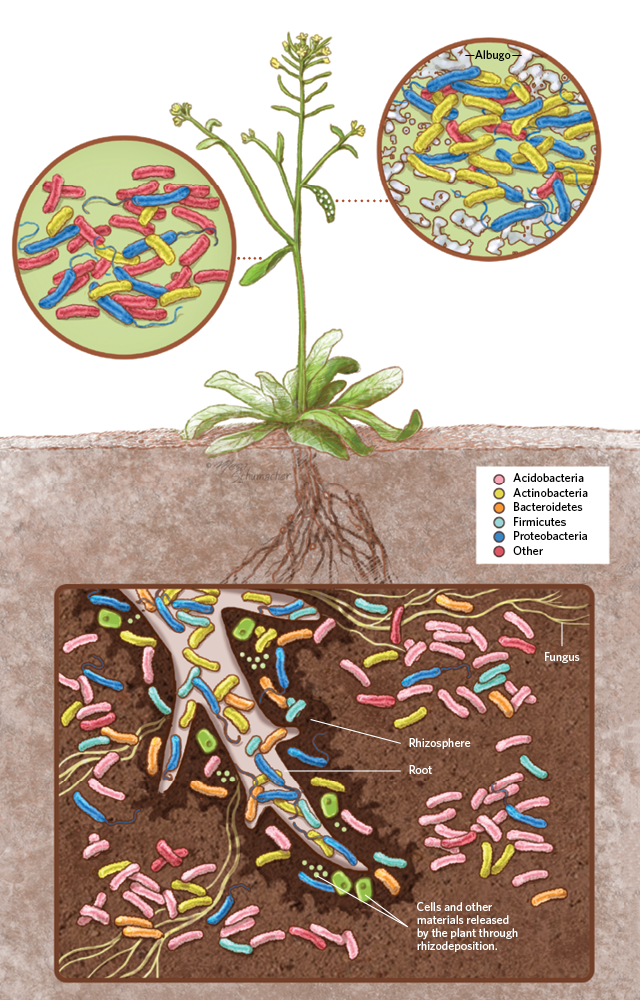 Albugo
Acidobacteria
Actinobacteria
Bacteroidetes
Firmicutes
Proteobacteria
Other
Fungus
Rhizosphere
Root
Cells and other
materials released
by the plant through
rhizodeposition.